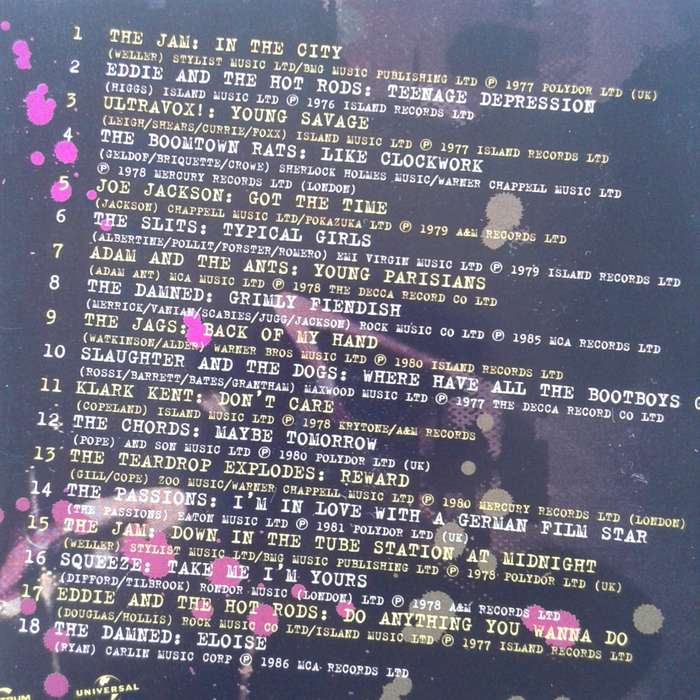 1 THE JAM: IN THE CITY
(WELLER) STYLIST MUSIC LTD/BMG MUSIC PUBLISHING LTD ℗ 1977 POLYDOR LTD (UK)
2 EDDIE AND THE HOT RODS: TEENAGE DEPRESSION
(HIGGS) ISLAND MUSIC LTD ℗ 1976 ISLAND RECORDS LTD
3 ULTRAVOX!: YOUNG SAVAGE
(LEIGH/SHEARS/CURRIE/FOXX) ISLAND MUSIC LTD ℗ 1977 ISLAND RECORDS LTD
4 THE BOOMTOWN RATS: LIKE CLOCKWORK
(GELDOF/BRIQUETTE/CROWE) SHERLOCK HOLMES MUSIC/WARNER CHAPPELL MUSIC LTD
℗ 1978 MERCURY RECORDS LTD (LONDON)
5 JOE JACKSON: GOT THE TIME
(JACKSON) CHAPPELL MUSIC LTD/POKAZUKA LTD ℗ 1979 A&M RECORDS LTD
6 THE SLITS: TYPICAL GIRLS
(ALBERTINE/POLLIT/FORSTER/ROMERO) EMI VIRGIN MUSIC LTD ℗ 1979 ISLAND RECORDS LTD
7 ADAM AND THE ANTS: YOUNG PARISIANS
(ADAM ANT) MCA MUSIC LTD ℗ 1978 THE DECCA RECORD CO LTD
8 THE DAMNED: GRIMLY FIENDISH
(MERRICK/VANIAN/SCABIES/JUGG/JACKSON) ROCK MUSIC CO LTD ℗ 1985 MCA RECORDS LTD
9 THE JAGS: BACK OF MY HAND
(WATKINSON/ALDER) WARNER BROS MUSIC LTD ℗ 1980 ISLAND RECORDS LTD
10 SLAUGHTER AND THE DOGS: WHERE HAVE ALL THE BOOTBOYS G
(ROSSI/BARRETT/BATES/GRANTHAM) MAXWOOD MUSIC LTD ℗ 1977 THE DECCA RECORD CO LTD
11 KLARK KENT: DON'T CARE
(COPELAND) ISLAND MUSIC LTD ℗ 1978 KRYTONE/A&M RECORDS
12 THE CHORDS: MAYBE TOMORROW
(POPE) AND SON MUSIC LTD ℗ 1980 POLYDOR LTD (UK)
13 THE TEARDROP EXPLODES: REWARD
(GILL/COPE) ZOO MUSIC/WARNER CHAPPELL MUSIC LTD ℗ 1980 MERCURY RECORDS LTD (LONDON)
14 THE PASSIONS: I'M IN LOVE WITH A GERMAN FILM STAR
(THE PASSIONS) EATON MUSIC LTD ℗ 1981 POLYDOR LTD (UK)
15 THE JAM: DOWN IN THE TUBE STATION AT MIDNIGHT
(WELLER) STYLIST MUSIC LTD/BMG MUSIC PUBLISHING LTD ℗ 1978 POLYDOR LTD (UK)
16 SQUEEZE: TAKE ME I'M YOURS
(DIFFORD/TILBROOK) RONDOR MUSIC (LONDON) LTD ℗ 1978 A&M RECORDS LTD
17 EDDIE AND THE HOT RODS: DO ANYTHING YOU WANNA DO
(DOUGLAS/HOLLIS) ROCK MUSIC CO LTD/ISLAND MUSIC LTD ℗ 1977 ISLAND RECORDS LTD
18 THE DAMNED: ELOISE
(RYAN) CARLIN MUSIC CORP ℗ 1986 MCA RECORDS LTD
TRUM UNIVERSAL